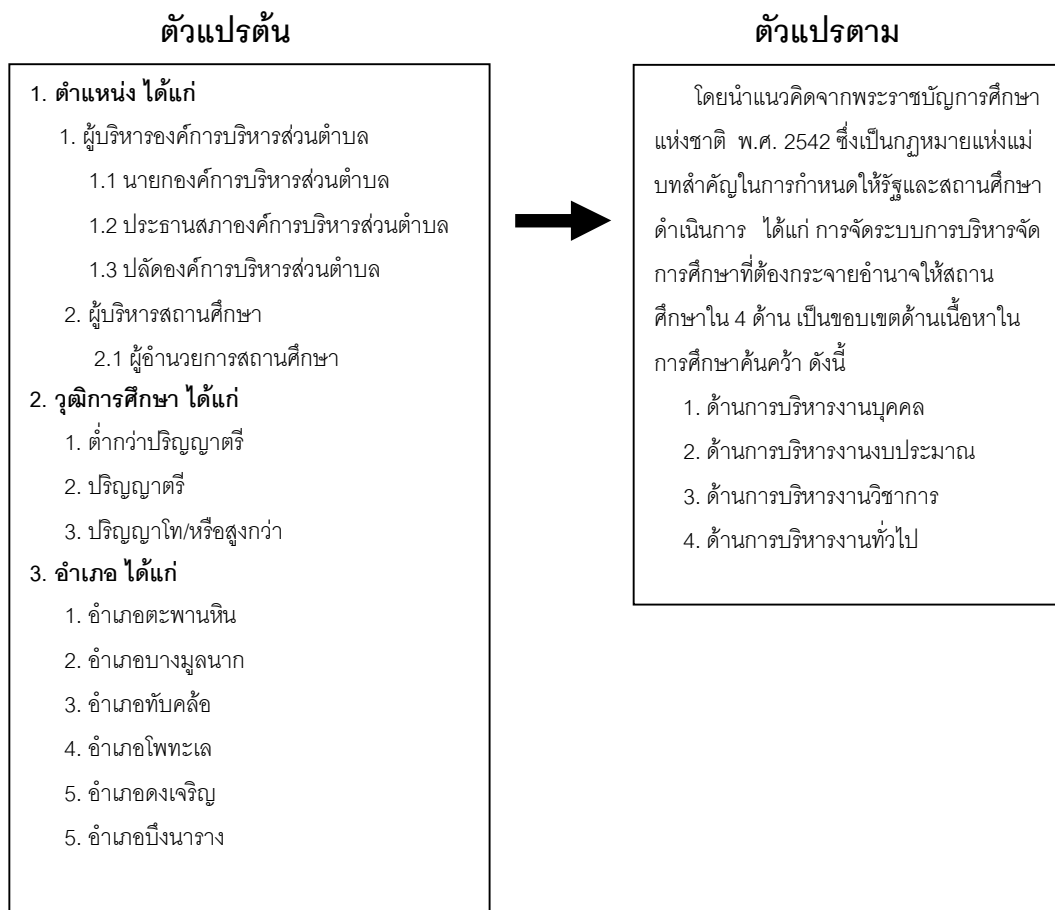 ตัวแปรต้น
1. ตำแหน่ง ได้แก่
1. ผู้บริหารองค์การบริหารส่วนตำบล
1.1 นายกองค์การบริหารส่วนตำบล
1.2 ประธานสภาองค์การบริหารส่วนตำบล
1.3 ปลัดองค์การบริหารส่วนตำบล
2. ผู้บริหารสถานศึกษา
2.1 ผู้อำนวยการสถานศึกษา
2. วุฒิการศึกษา ได้แก่
1. ต่ำกว่าปริญญาตรี
2. ปริญญาตรี
3. ปริญญาโท/หรือสูงกว่า
3. อำเภอ ได้แก่
1. อำเภอตะพานหิน
2. อำเภอบางมูลนาก
3. อำเภอทับคล้อ
4. อำเภอโพทะเล
5. อำเภอดงเจริญ
5. อำเภอบึงนาราง
ตัวแปรตาม
โดยนำแนวคิดจากพระราชบัญการศึกษา
แห่งชาติ พ.ศ. 2542 ซึ่งเป็นกฎหมายแห่งแม่
บทสำคัญในการกำหนดให้รัฐและสถานศึกษา
ดำเนินการ ได้แก่ การจัดระบบการบริหารจัด
การศึกษาที่ต้องกระจายอำนาจให้สถาน
ศึกษาใน 4 ด้าน เป็นขอบเขตด้านเนื้อหาใน
การศึกษาค้นคว้า ดังนี้
1. ด้านการบริหารงานบุคคล
2. ด้านการบริหารงานงบประมาณ
3. ด้านการบริหารงานวิชาการ
4. ด้านการบริหารงานทั่วไป